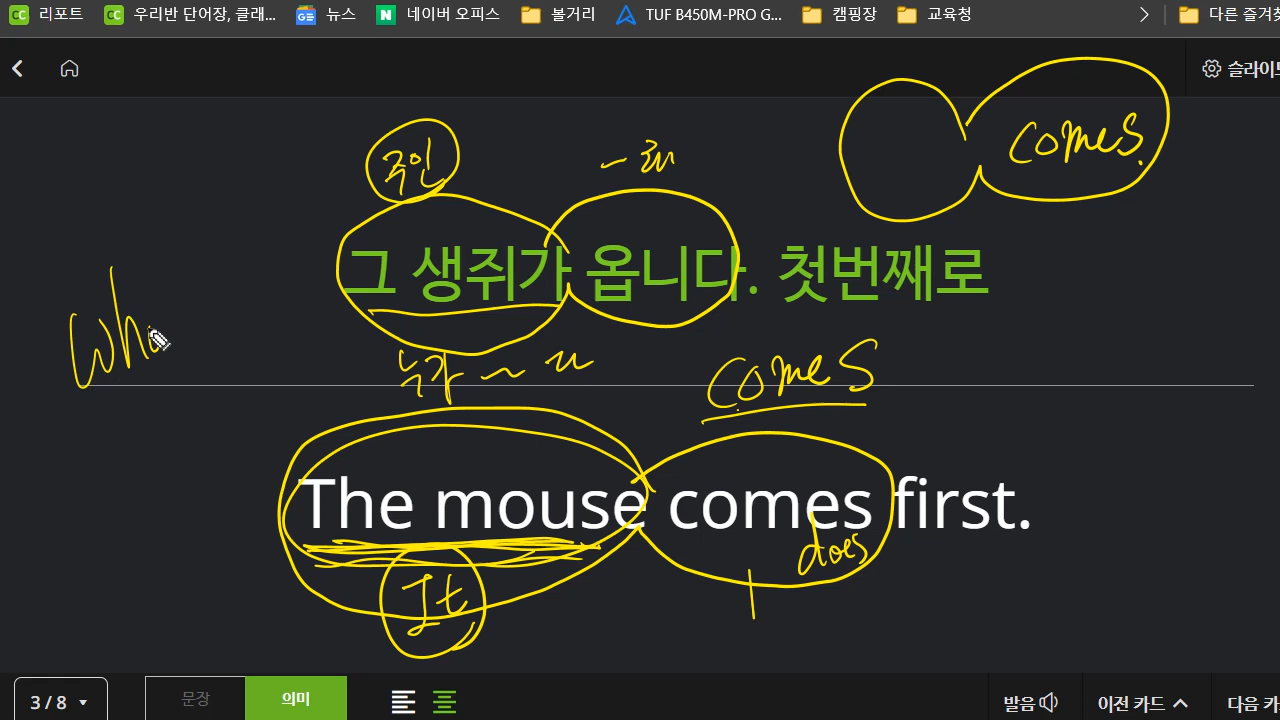 리포트 우리반 단어장, 클래... 뉴스 네이버 오피스 볼거리 TUF B450M-PRO G... 캠핑장 교육청 다른 즐겨찾
슬라이드
comes
주인
그 생쥐가 옵니다. 첫번째로
Who
누가
comes
The mouse comes first.
does
It
3 / 8 문장 의미 발음 이전 카드 다음 카